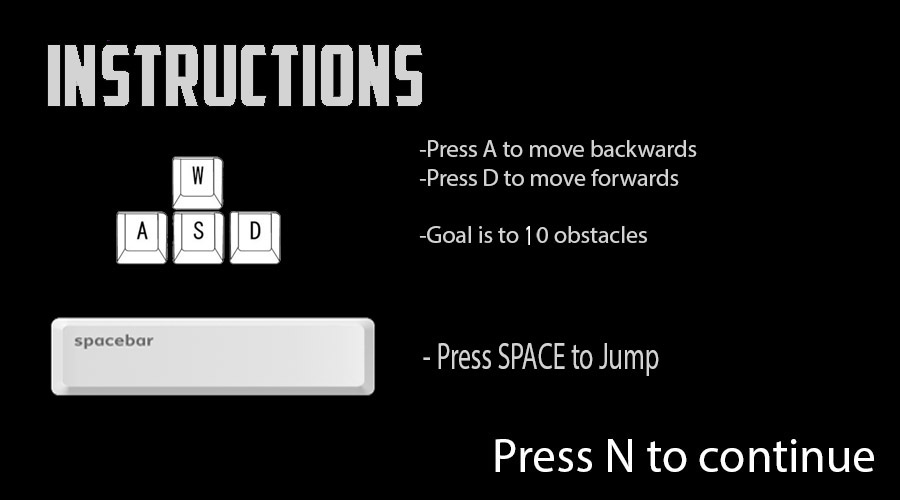 INSTRUCTIONS
-Press A to move backwards
-Press D to move forwards
W
A S D
-Goal is to 10 obstacles
spacebar
- Press SPACE to Jump
Press N to continue